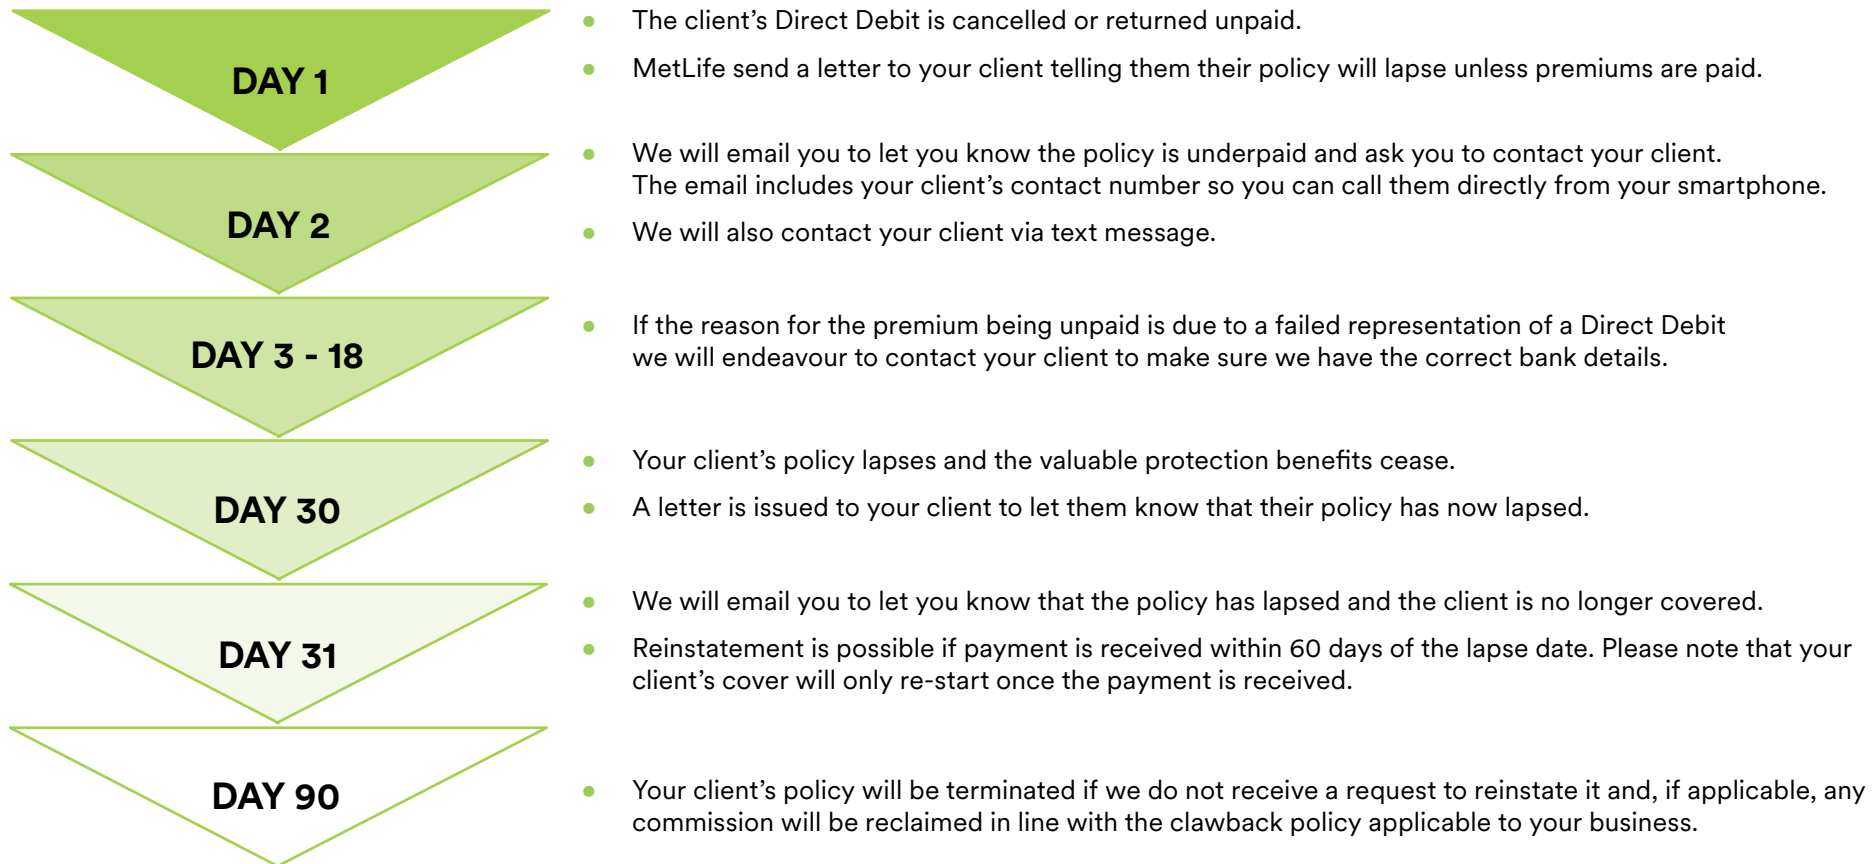 DAY 1
The client’s Direct Debit is cancelled or returned unpaid.
MetLife send a letter to your client telling them their policy will lapse unless premiums are paid.
DAY 2
We will email you to let you know the policy is underpaid and ask you to contact your client.
The email includes your client’s contact number so you can call them directly from your smartphone.
We will also contact your client via text message.
DAY 3 - 18
If the reason for the premium being unpaid is due to a failed representation of a Direct Debit
we will endeavour to contact your client to make sure we have the correct bank details.
DAY 30
Your client’s policy lapses and the valuable protection benefits cease.
A letter is issued to your client to let them know that their policy has now lapsed.
DAY 31
We will email you to let you know that the policy has lapsed and the client is no longer covered.
Reinstatement is possible if payment is received within 60 days of the lapse date. Please note that your
client’s cover will only re-start once the payment is received.
DAY 90
Your client’s policy will be terminated if we do not receive a request to reinstate it and, if applicable, any
commission will be reclaimed in line with the clawback policy applicable to your business.